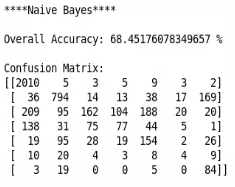 ****Naive Bayes****
Overall Accuracy: 68.45176078349657 %
Confusion Matrix:
[[2010 5 3 5 9 3 2]
[ 36 794 14 13 38 17 169]
[ 209 95 162 104 188 20 20]
[ 138 31 75 77 44 5 1]
[ 19 95 28 19 154 2 26]
[ 10 20 4 3 8 4 9]
[ 3 19 0 0 5 0 84]]